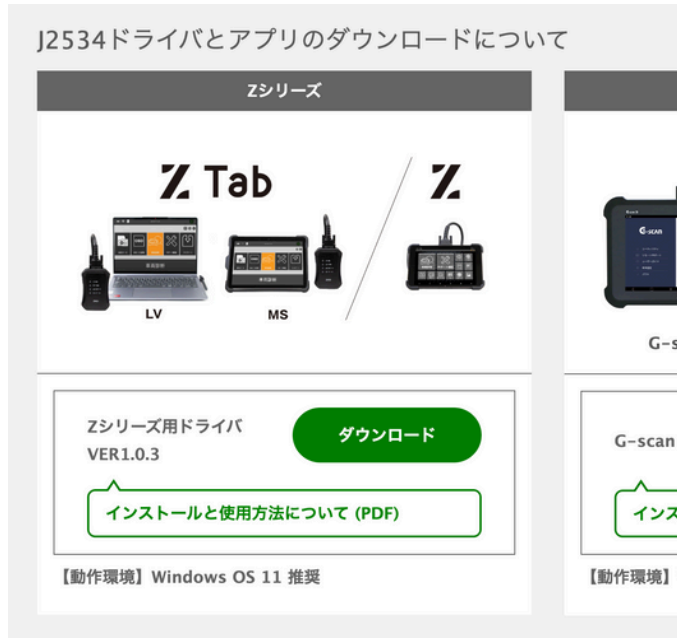 J2534ドライバとアプリのダウンロードについて
Zシリーズ
Z Tab
Z
LV
MS
Zシリーズ用ドライバ
VER1.0.3
ダウンロード
インストールと使用方法について (PDF)
【動作環境】Windows OS 11 推奨
G-scan
G-s
G-scan
インス
【動作環境】